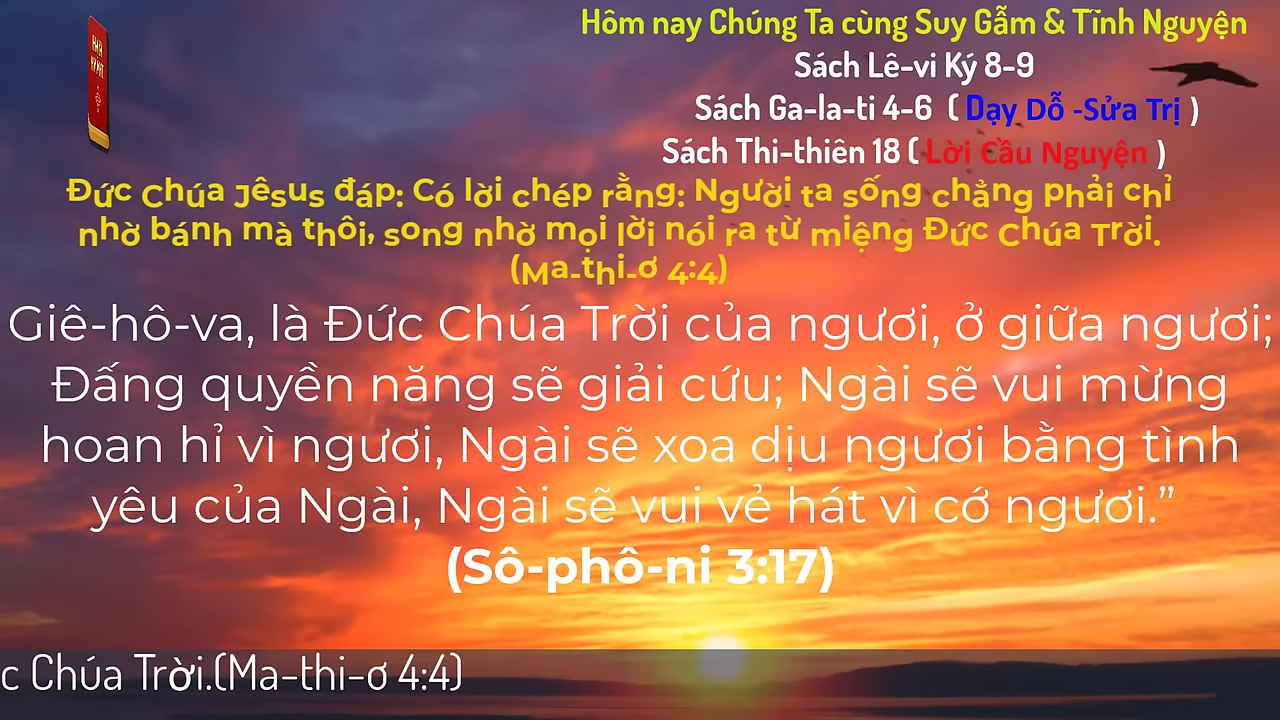 Hôm nay Chúng Ta cùng Suy Gẫm & Tĩnh Nguyện
Sách Lê-vi Ký 8-9
Sách Ga-la-ti 4-6 ( Dạy Dỗ -Sửa Trị )
Sách Thi-thiên 18 ( Lời Cầu Nguyện )
Đức Chúa Jêsus đáp: Có lời chép rằng: Người ta sống chẳng phải chỉ
nhờ bánh mà thôi, song nhờ mọi lời nói ra từ miệng Đức Chúa Trời.
(Ma-thi-ơ 4:4)
Giê-hô-va, là Đức Chúa Trời của ngươi, ở giữa ngươi;
Đấng quyền năng sẽ giải cứu; Ngài sẽ vui mừng
hoan hỉ vì ngươi, Ngài sẽ xoa dịu ngươi bằng tình
yêu của Ngài, Ngài sẽ vui vẻ hát vì cớ ngươi.”
(Sô-phô-ni 3:17)
c Chúa Trời.(Ma-thi-ơ 4:4)